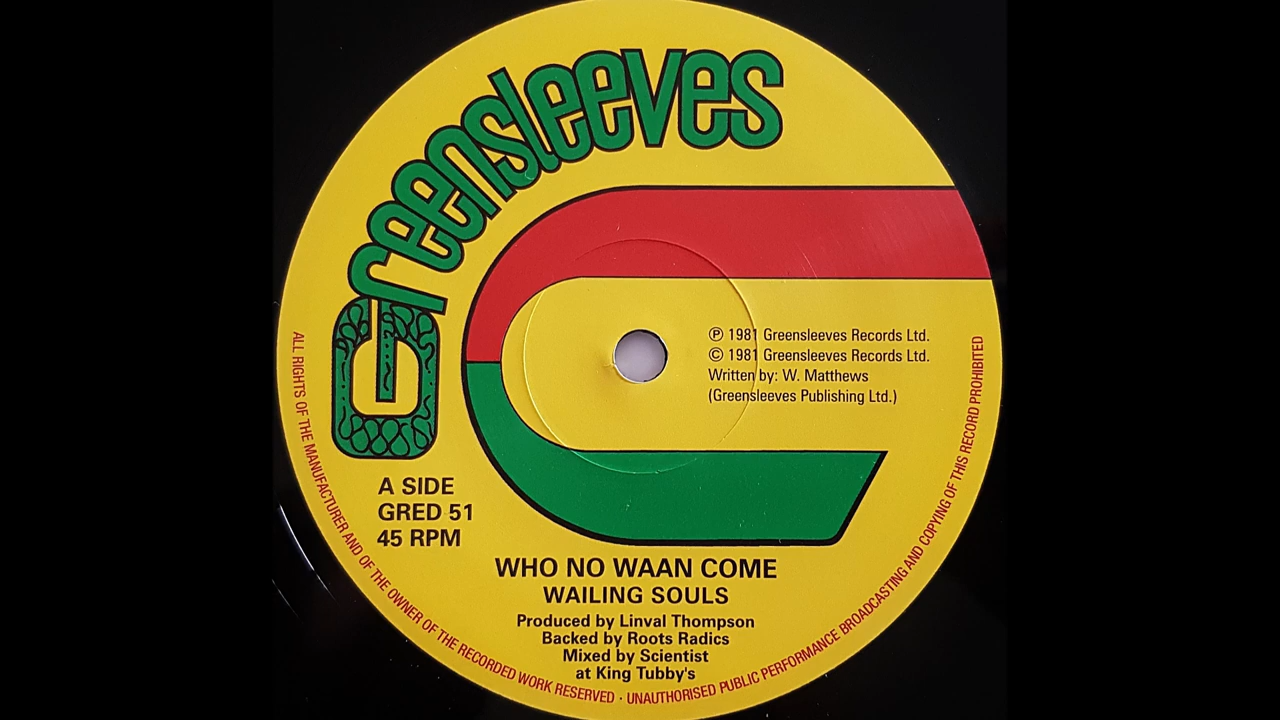 Greensleeves
℗ 1981 Greensleeves Records Ltd.
© 1981 Greensleeves Records Ltd.
Written by: W. Matthews
(Greensleeves Publishing Ltd.)
A SIDE
GRED 51
45 RPM
WHO NO WAAN COME
WAILING SOULS
Produced by Linval Thompson
Backed by Roots Radics
Mixed by Scientist
at King Tubby's
ALL RIGHTS OF THE MANUFACTURER AND OF THE OWNER OF THE RECORDED WORK RESERVED · UNAUTHORISED PUBLIC PERFORMANCE BROADCASTING AND COPYING OF THIS RECORD PROHIBITED